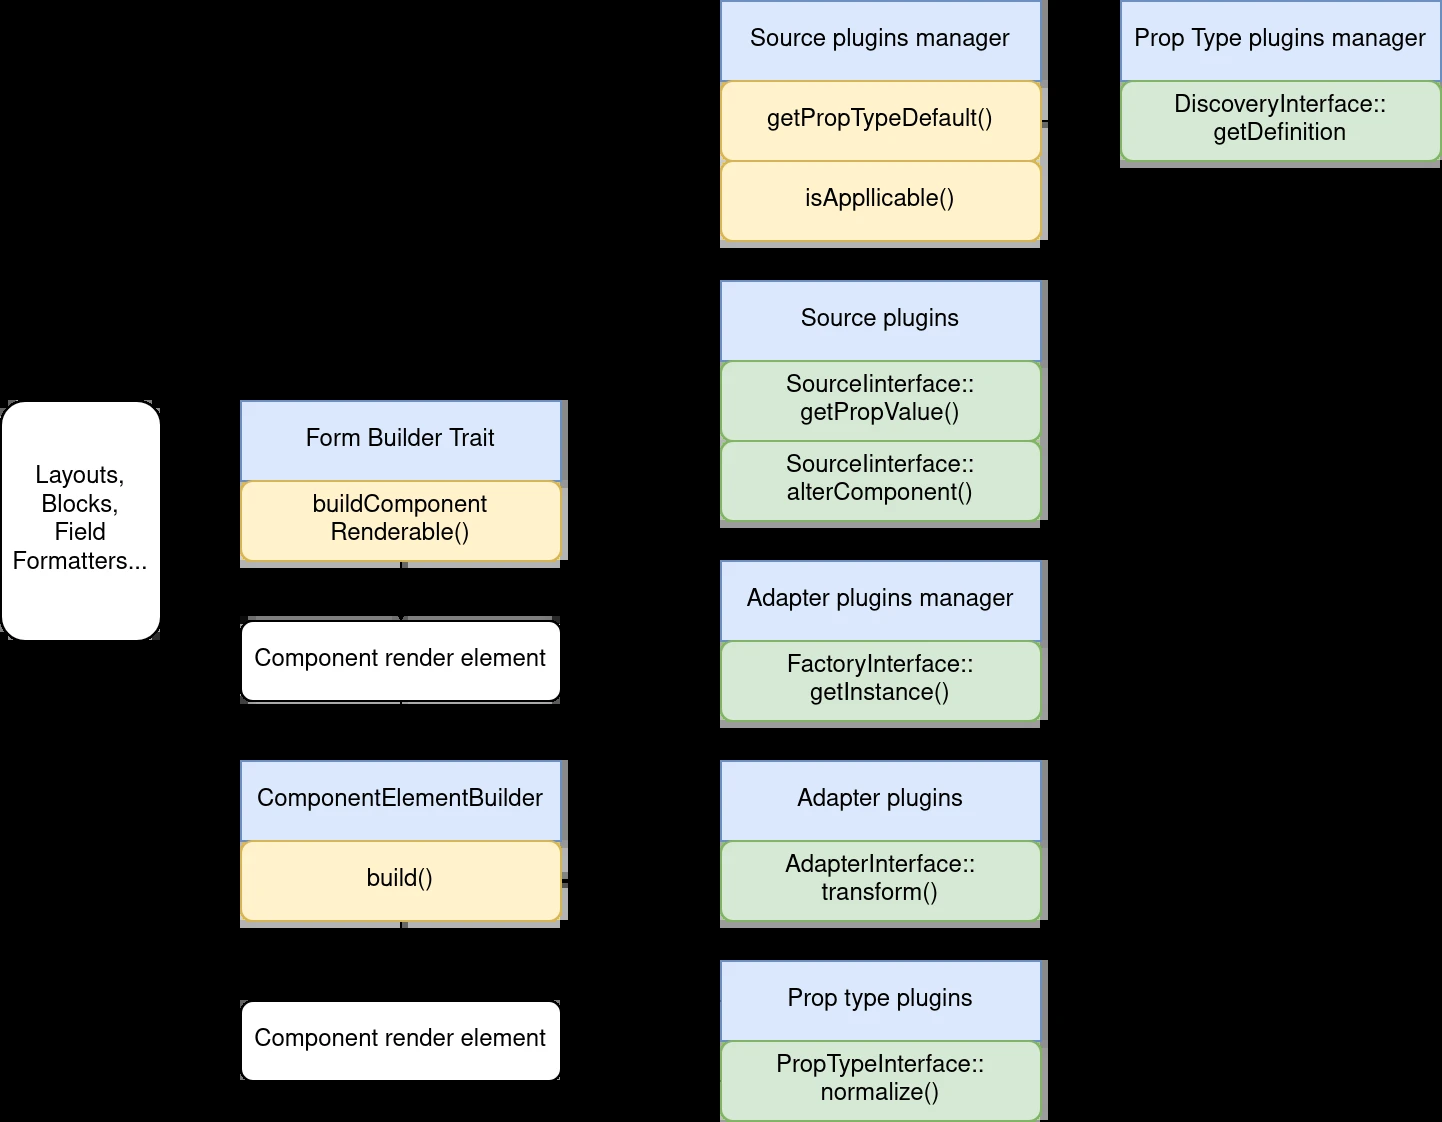 Source plugins manager
getPropTypeDefault()
isAppllicable()
Prop Type plugins manager
DiscoveryInterface::
getDefinition
Source plugins
SourceIinterface::
getPropValue()
SourceIinterface::
alterComponent()
Layouts,
Blocks,
Field
Formatters...
Form Builder Trait
buildComponent
Renderable()
Component render element
Adapter plugins manager
FactoryInterface::
getInstance()
ComponentElementBuilder
build()
Adapter plugins
AdapterInterface::
transform()
Component render element
Prop type plugins
PropTypeInterface::
normalize()